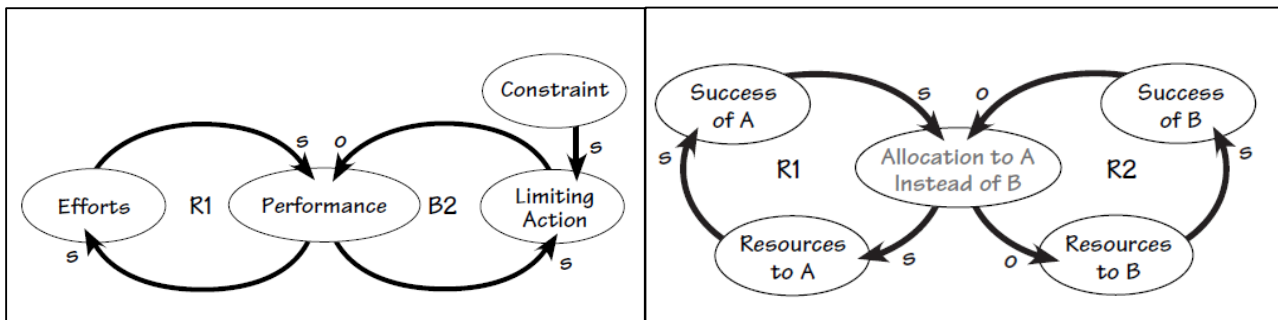 Constraint
s
s
o
Efforts
R1
Performance
B2
Limiting
Action
s
s
Success
of A
s
o
Success
of B
s
R1
Allocation to A
Instead of B
R2
s
Resources
to A
s
o
Resources
to B